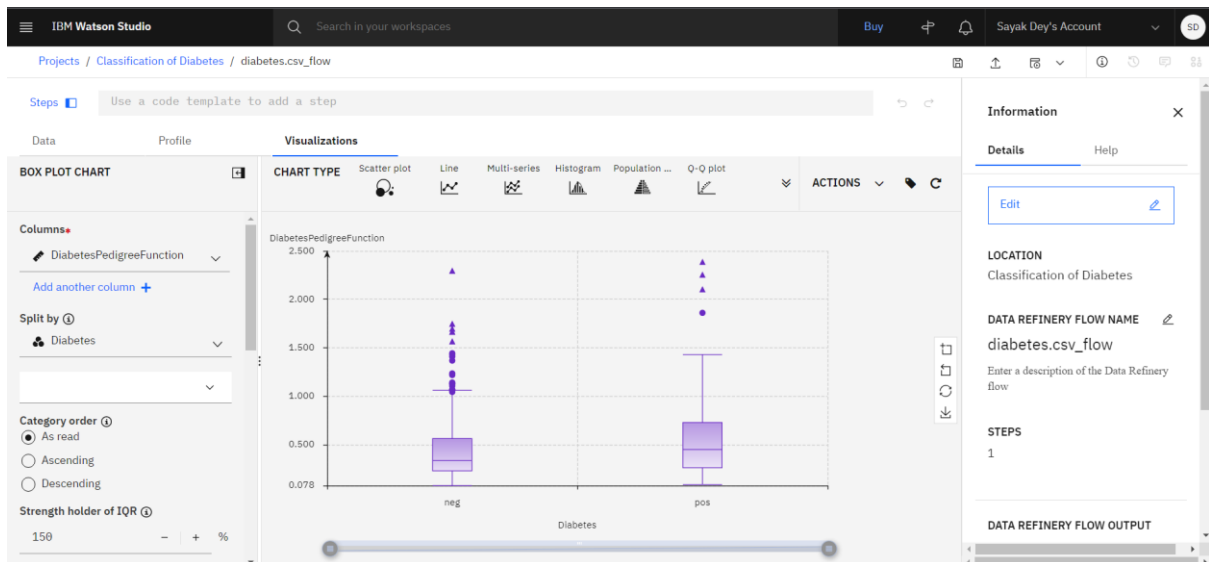 IBM Watson Studio
Search in your workspaces
Buy
Sayak Dey's Account
SD
Projects / Classification of Diabetes / diabetes.csv_flow
Steps
Use a code template to add a step
Data
Profile
Visualizations
BOX PLOT CHART
Columns
DiabetesPedigreeFunction
Add another column +
Split by
Diabetes
Category order
As read
Ascending
Descending
Strength holder of IQR
150 - + %
CHART TYPE
Scatter plot
Line
Multi-series
Histogram
Population ...
Q-Q plot
ACTIONS
DiabetesPedigreeFunction
2.500
2.000
1.500
1.000
0.500
0.078
neg
pos
Diabetes
Information
Details
Help
Edit
LOCATION
Classification of Diabetes
DATA REFINERY FLOW NAME
diabetes.csv_flow
Enter a description of the Data Refinery
flow
STEPS
1
DATA REFINERY FLOW OUTPUT